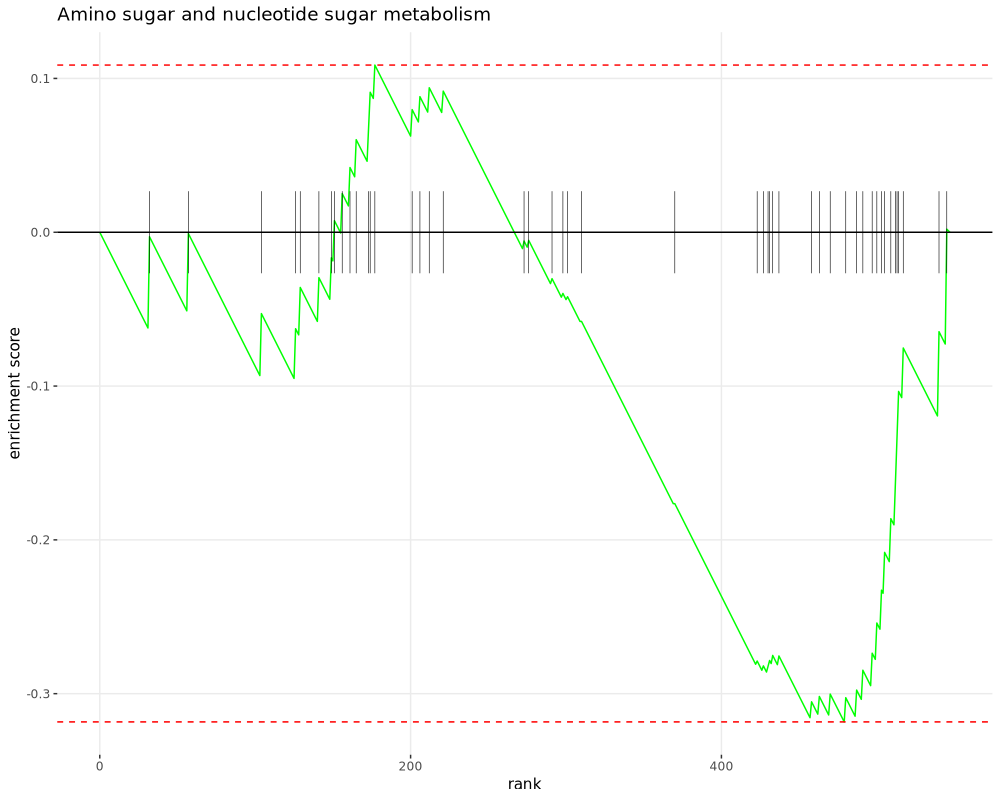 Amino sugar and nucleotide sugar metabolism
0.1
0.0
-0.1
-0.2
-0.3
enrichment score
0
200
400
rank